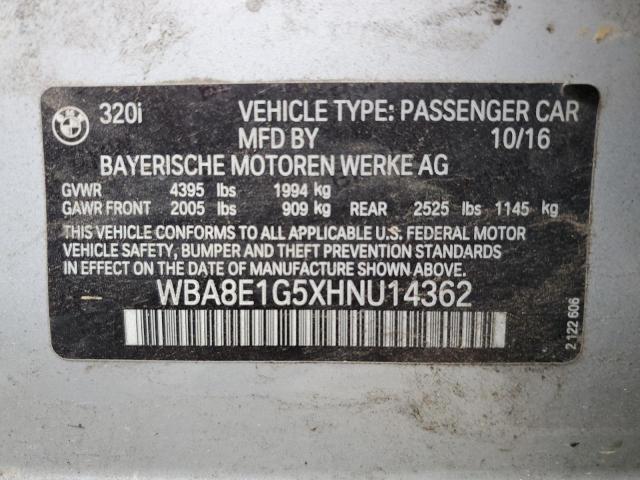 BMW 320i VEHICLE TYPE: PASSENGER CAR
MFD BY 10/16
BAYERISCHE MOTOREN WERKE AG
GVWR 4395 lbs 1994 kg
GAWR FRONT 2005 lbs 909 kg REAR 2525 lbs 1145 kg
THIS VEHICLE CONFORMS TO ALL APPLICABLE U.S. FEDERAL MOTOR
VEHICLE SAFETY, BUMPER AND THEFT PREVENTION STANDARDS
IN EFFECT ON THE DATE OF MANUFACTURE SHOWN ABOVE.
WBA8E1G5XHNU14362
2 122 606